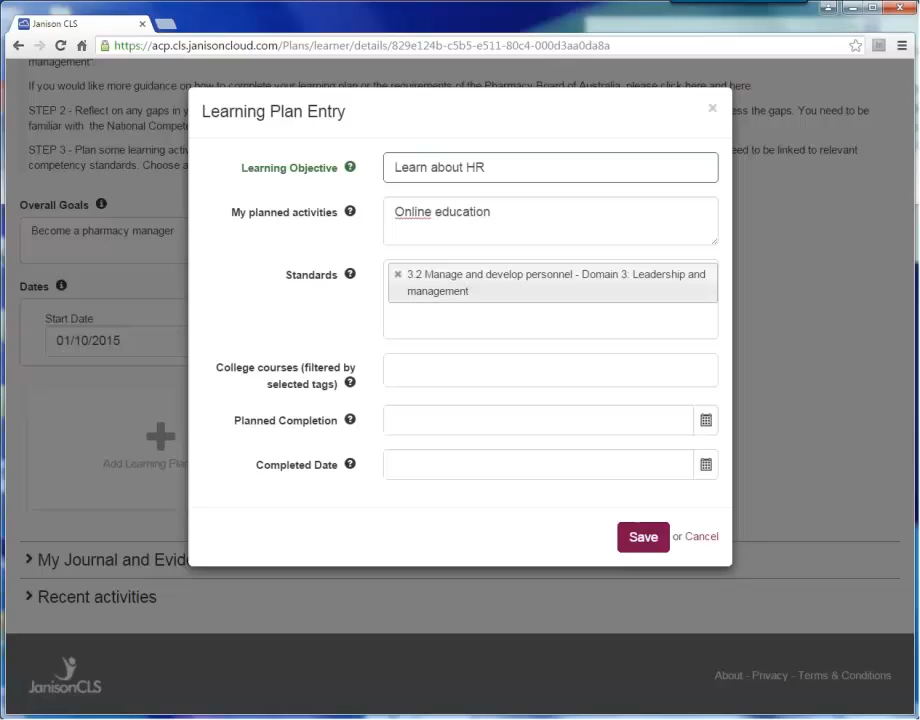 Janison CLS
https://acp.cls.janisoncloud.com/Plans/learner/details/829e124b-c5b5-e511-80c4-000d3aa0da8a
management".
If you would like more guidance on how to complete your learning plan or the requirements of the Pharmacy Board of Australia, please click here and here.
STEP 2 - Reflect on any gaps in y
ess the gaps. You need to be
familiar with the National Compete
STEP 3 - Plan some learning activ
eed to be linked to relevant
competency standards. Choose a
Learning Plan Entry
×
Learning Objective
Learn about HR
My planned activities
Online education
Standards
3.2 Manage and develop personnel - Domain 3: Leadership and
management
College courses (filtered by
selected tags)
Planned Completion
Completed Date
Save or Cancel
Overall Goals
Become a pharmacy manager
Dates
Start Date
01/10/2015
Add Learning Plan
My Journal and Evide
Recent activities
JanisonCLS
About - Privacy - Terms & Conditions